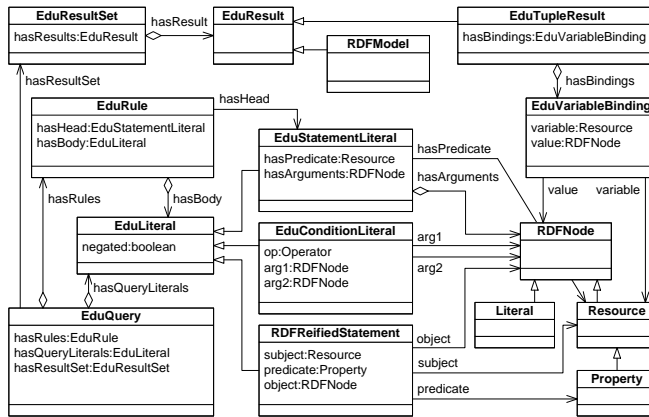 EduResultSet
hasResults:EduResult
hasResult
EduResult
RDFModel
EduTupleResult
hasBindings:EduVariableBinding
hasResultSet
hasBindings
EduRule
hasHead:EduStatementLiteral
hasBody:EduLiteral
hasHead
EduStatementLiteral
hasPredicate:Resource
hasArguments:RDFNode
hasPredicate
hasArguments
EduVariableBinding
variable:Resource
value:RDFNode
value
variable
hasRules
hasBody
EduLiteral
negated:boolean
EduConditionLiteral
op:Operator
arg1:RDFNode
arg2:RDFNode
arg1
arg2
RDFNode
hasQueryLiterals
EduQuery
hasRules:EduRule
hasQueryLiterals:EduLiteral
hasResultSet:EduResultSet
RDFReifiedStatement
subject:Resource
predicate:Property
object:RDFNode
object
subject
predicate
Literal
Resource
Property